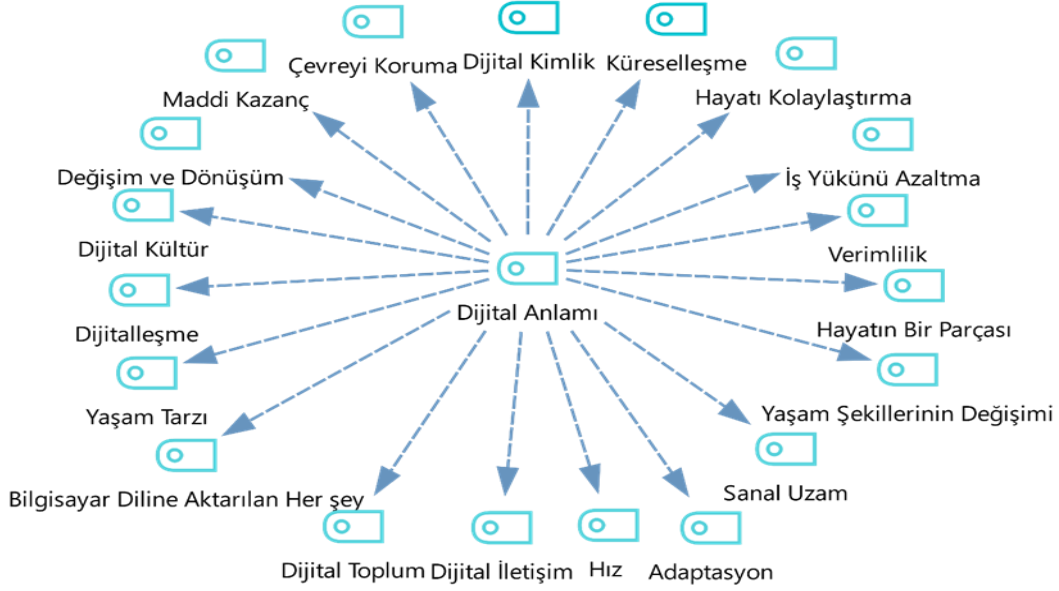 Çevreyi Koruma
Dijital Kimlik
Küreselleşme
Maddi Kazanç
Hayatı Kolaylaştırma
Değişim ve Dönüşüm
İş Yükünü Azaltma
Dijital Kültür
Verimlilik
Dijital Anlamı
Dijitalleşme
Hayatın Bir Parçası
Yaşam Tarzı
Yaşam Şekillerinin Değişimi
Bilgisayar Diline Aktarılan Her şey
Sanal Uzam
Dijital Toplum
Dijital İletişim
Hız
Adaptasyon